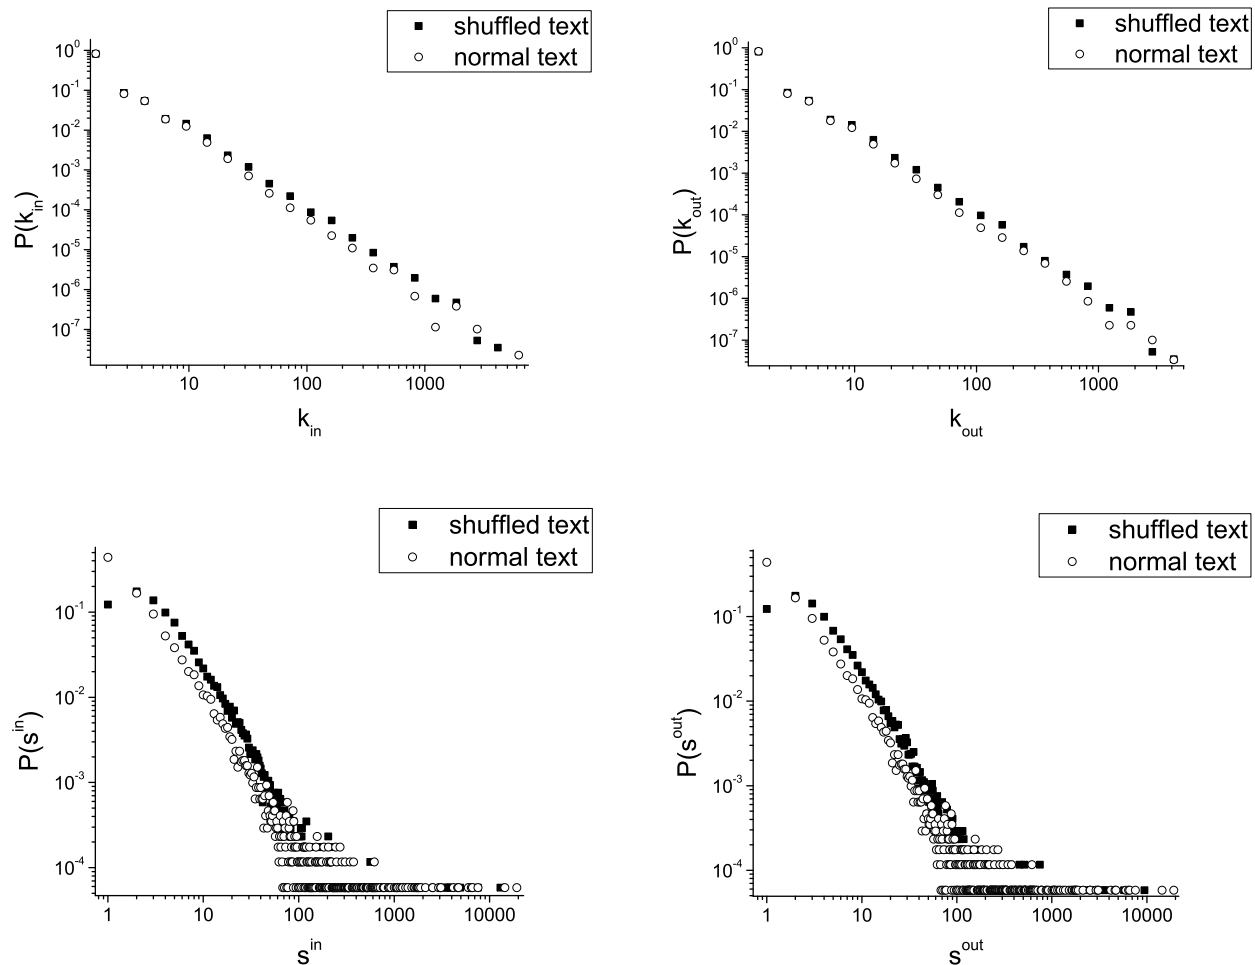 shuffled text
normal text
10^0
10^-1
10^-2
10^-3
10^-4
10^-5
10^-6
10^-7
P(k_in)
10 100 1000
k_in
shuffled text
normal text
10^0
10^-1
10^-2
10^-3
10^-4
10^-5
10^-6
10^-7
P(k_out)
10 100 1000
k_out
shuffled text
normal text
10^-1
10^-2
10^-3
10^-4
P(s^in)
1 10 100 1000 10000
s^in
shuffled text
normal text
10^-1
10^-2
10^-3
10^-4
P(s^out)
1 10 100 1000 10000
s^out